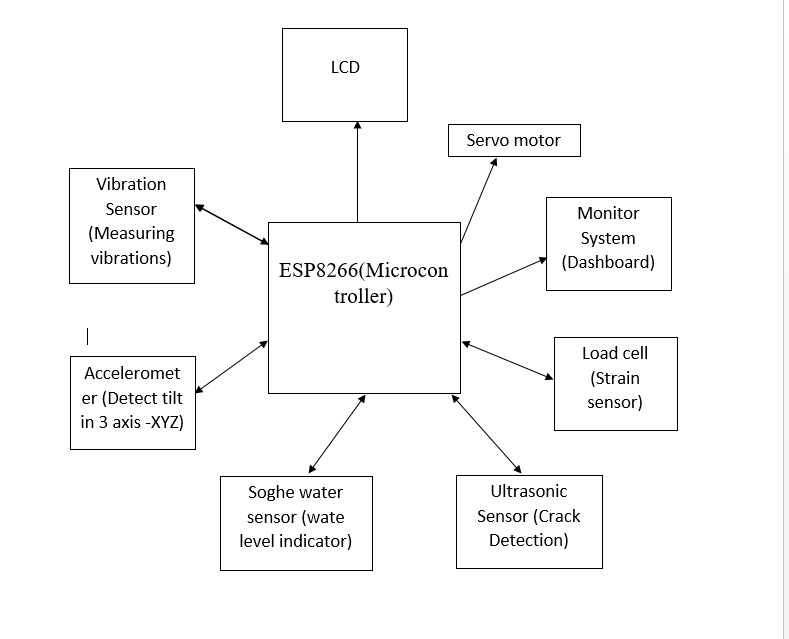 LCD
Servo motor
Vibration
Sensor
(Measuring
vibrations)
Monitor
System
(Dashboard)
ESP8266(Microcon
troller)
Load cell
(Strain
sensor)
Acceleromet
er (Detect tilt
in 3 axis -XYZ)
Soghe water
sensor (wate
level indicator)
Ultrasonic
Sensor (Crack
Detection)